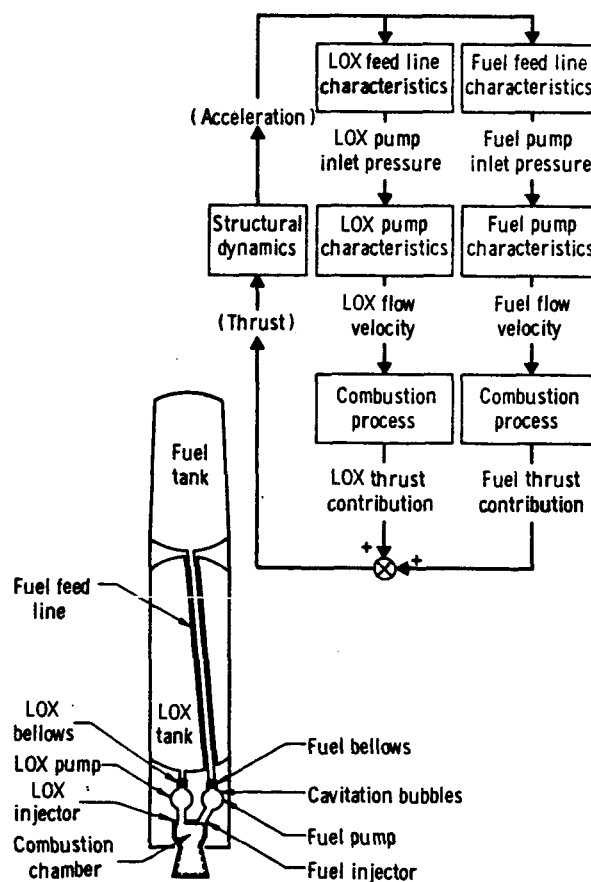 LOX feed line
characteristics
Fuel feed line
characteristics
(Acceleration)
LOX pump
inlet pressure
Fuel pump
inlet pressure
Structural
dynamics
LOX pump
characteristics
Fuel pump
characteristics
(Thrust)
LOX flow
velocity
Fuel flow
velocity
Combustion
process
Combustion
process
LOX thrust
contribution
Fuel thrust
contribution
+
+
Fuel
tank
Fuel feed
line
LOX
bellows
LOX
tank
Fuel bellows
LOX pump
Cavitation bubbles
LOX
injector
Fuel pump
Combustion
chamber
Fuel injector